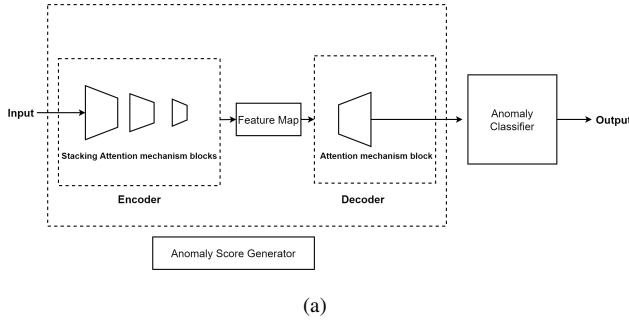 Input
Stacking Attention mechanism blocks
Encoder
Feature Map
Attention mechanism block
Decoder
Anomaly
Classifier
Output
Anomaly Score Generator
(a)